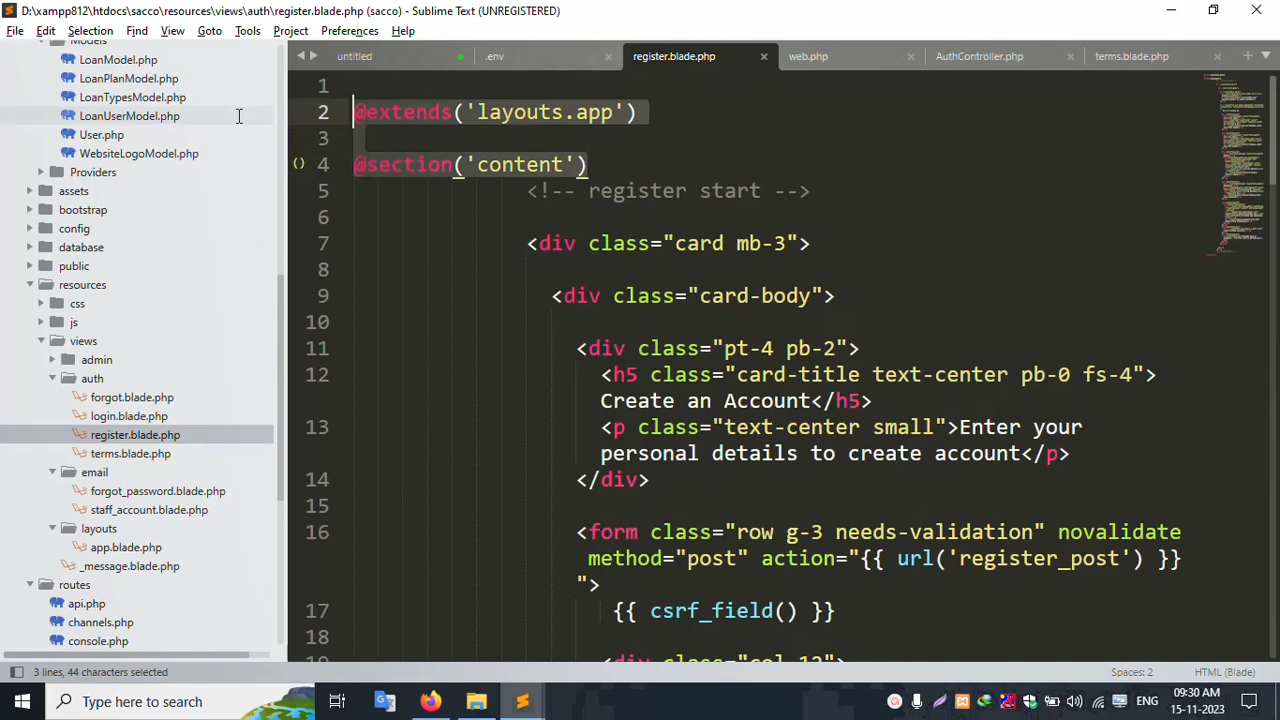 D:\xampp812\htdocs\sacco\resources\views\auth\register.blade.php (sacco) - Sublime Text (UNREGISTERED)
File Edit Selection Find View Goto Tools Project Preferences Help
untitled .env register.blade.php web.php AuthController.php terms.blade.php
Models
LoanModel.php
LoanPlanModel.php
LoanTypesModel.php
LoanUserModel.php
User.php
WebsiteLogoModel.php
Providers
assets
bootstrap
config
database
public
resources
css
js
views
admin
auth
forgot.blade.php
login.blade.php
register.blade.php
terms.blade.php
email
forgot_password.blade.php
staff_account.blade.php
layouts
app.blade.php
_message.blade.php
routes
api.php
channels.php
console.php
1
2 @extends('layouts.app')
3
4 @section('content')
5 <!-- register start -->
6
7 <div class="card mb-3">
8
9 <div class="card-body">
10
11 <div class="pt-4 pb-2">
12 <h5 class="card-title text-center pb-0 fs-4">
Create an Account</h5>
13 <p class="text-center small">Enter your
personal details to create account</p>
14 </div>
15
16 <form class="row g-3 needs-validation" novalidate
method="post" action="{{ url('register_post') }}
">
17 {{ csrf_field() }}
18
19 <div class="col-12">
3 lines, 44 characters selected
Spaces: 2 HTML (Blade)
Type here to search
ENG
09:30 AM
15-11-2023